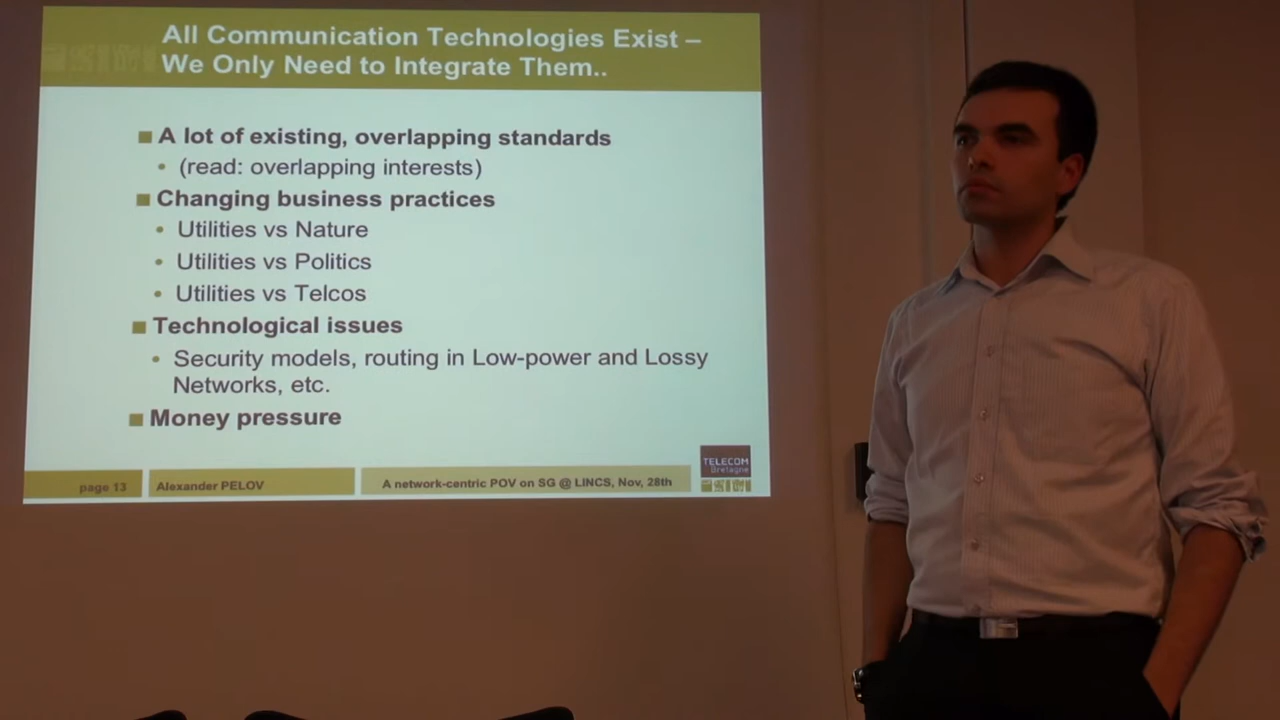 All Communication Technologies Exist –
We Only Need to Integrate Them..
A lot of existing, overlapping standards
(read: overlapping interests)
Changing business practices
Utilities vs Nature
Utilities vs Politics
Utilities vs Telcos
Technological issues
Security models, routing in Low-power and Lossy
Networks, etc.
Money pressure
page 13
Alexander PELOV
A network-centric POV on SG @ LINCS, Nov, 28th
TELECOM
Bretagne